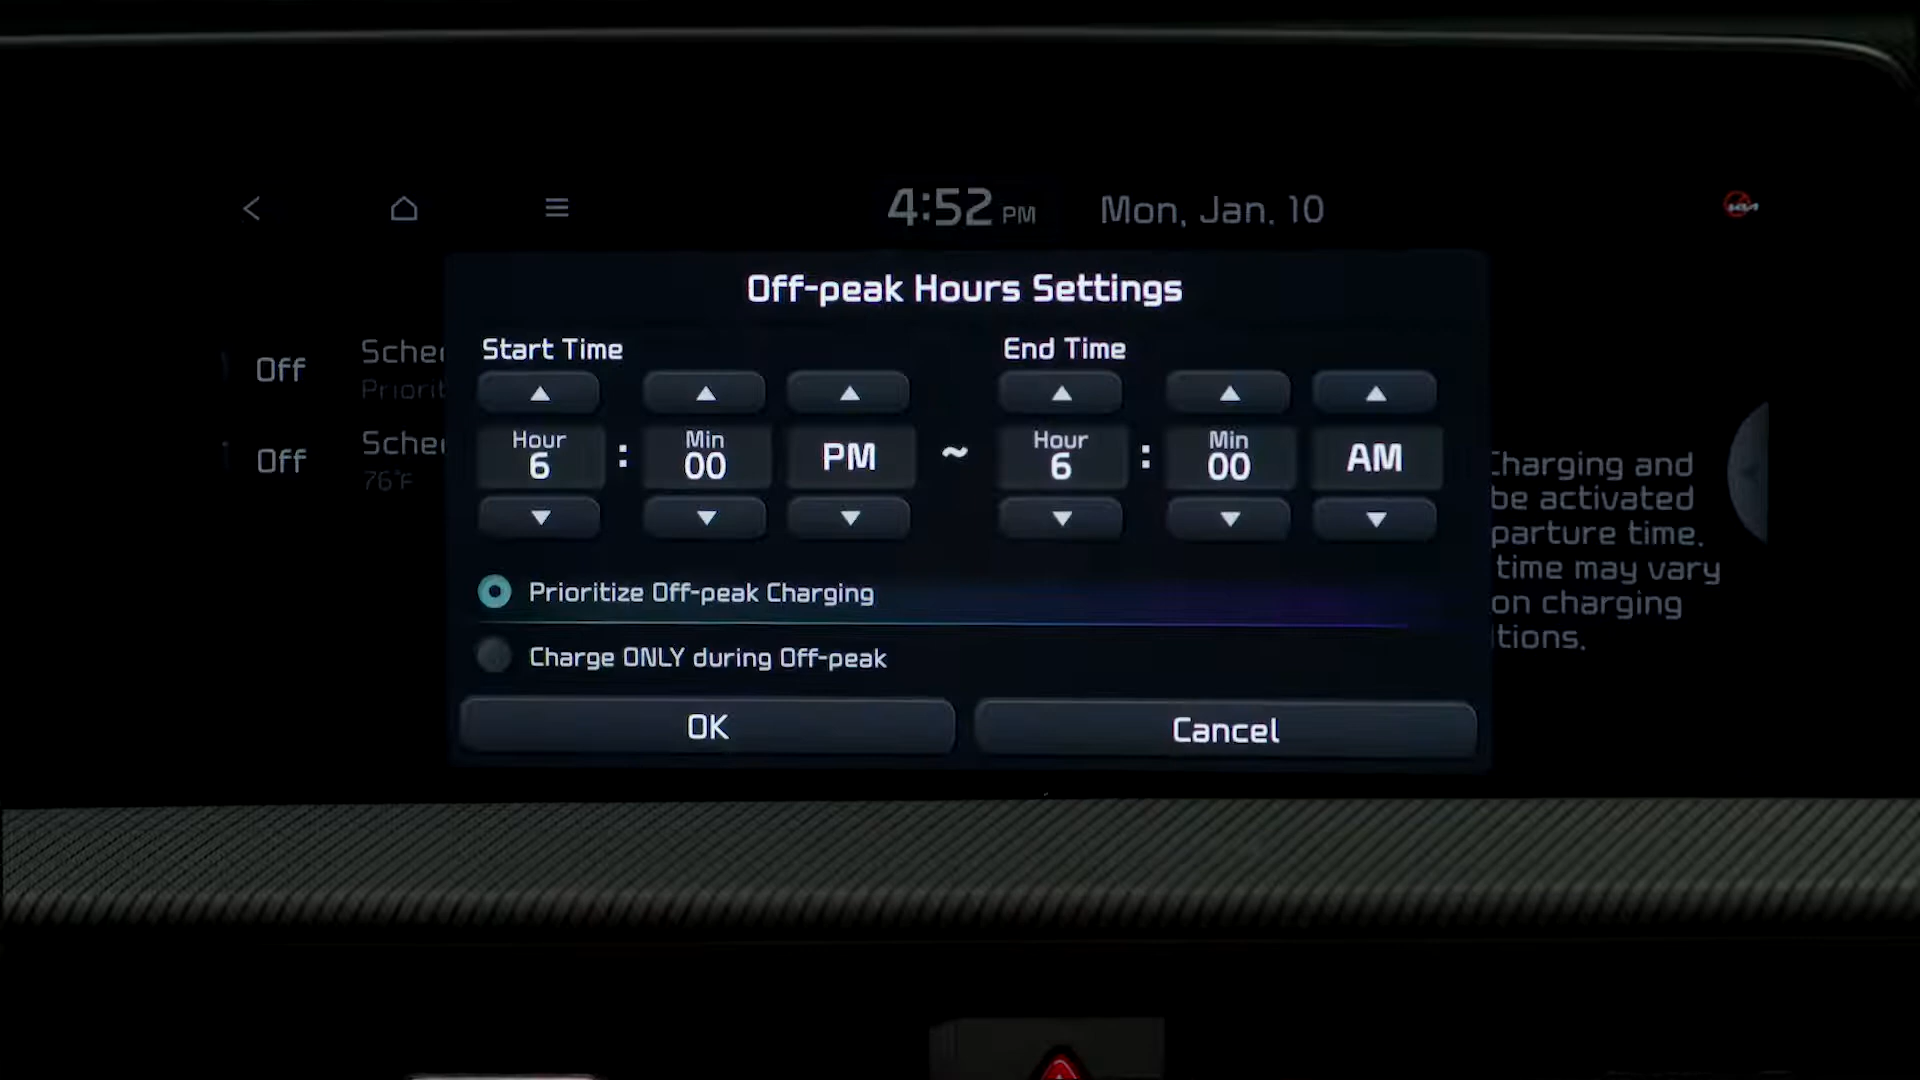 4:52 PM Mon, Jan. 10
Off-peak Hours Settings
Start Time
End Time
Hour
6
:
Min
00
PM
~
Hour
6
:
Min
00
AM
Prioritize Off-peak Charging
Charge ONLY during Off-peak
OK
Cancel
Off
Sche
Priorit
Off
Sche
76°F
Charging and
be activated
parture time.
time may vary
on charging
tions.